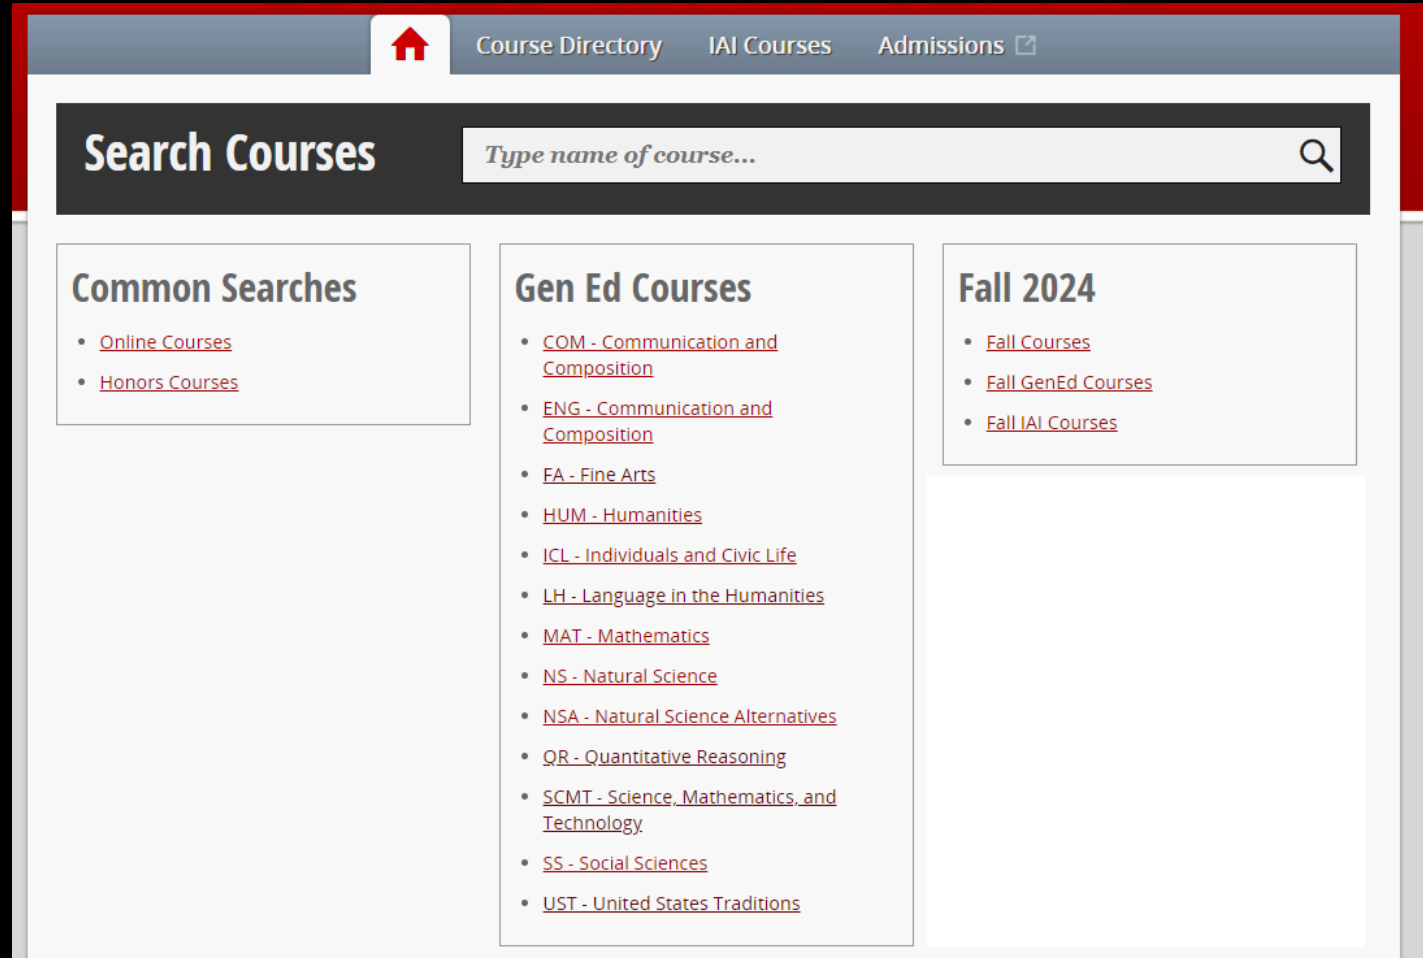 Course Directory IAI Courses Admissions
Search Courses Type name of course...
Common Searches
Online Courses
Honors Courses
Gen Ed Courses
COM - Communication and
Composition
ENG - Communication and
Composition
FA - Fine Arts
HUM - Humanities
ICL - Individuals and Civic Life
LH - Language in the Humanities
MAT - Mathematics
NS - Natural Science
NSA - Natural Science Alternatives
QR - Quantitative Reasoning
SCMT - Science, Mathematics, and
Technology
SS - Social Sciences
UST - United States Traditions
Fall 2024
Fall Courses
Fall GenEd Courses
Fall IAI Courses